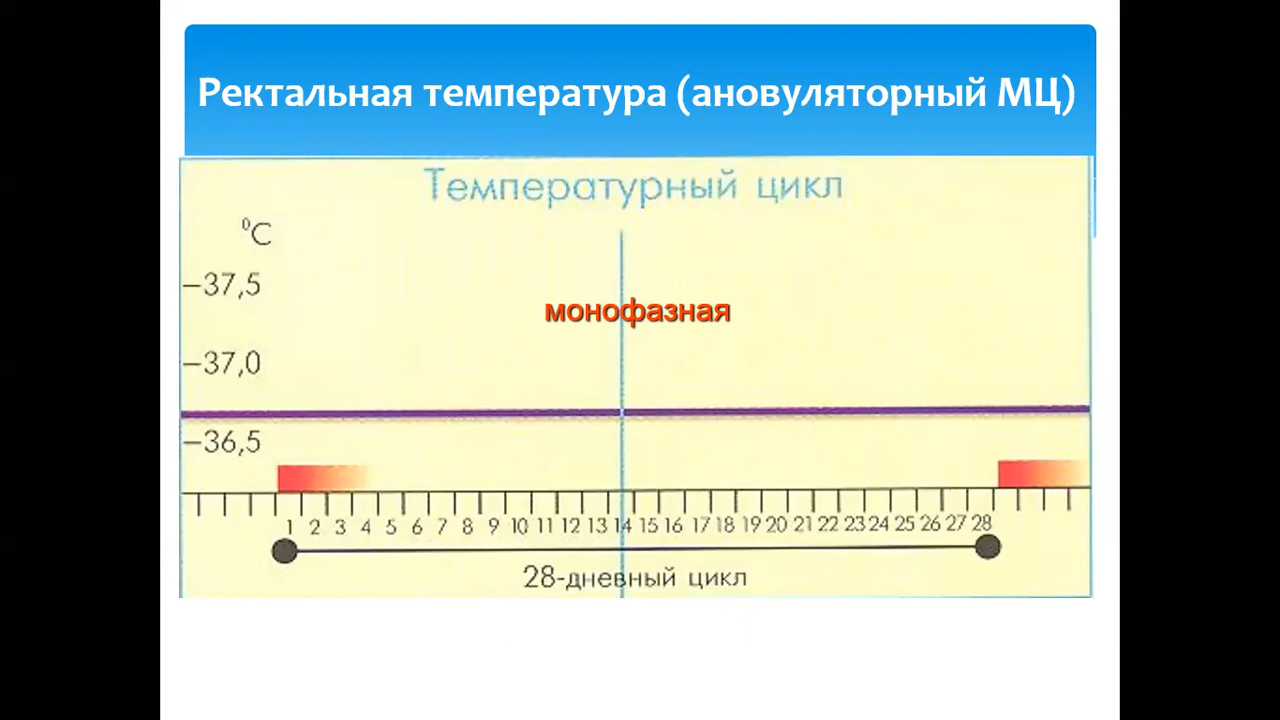 Ректальная температура (ановуляторный МЦ)
Температурный цикл
⁰С
–37,5
монофазная
–37,0
–36,5
1 2 3 4 5 6 7 8 9 10 11 12 13 14 15 16 17 18 19 20 21 22 23 24 25 26 27 28
28-дневный цикл